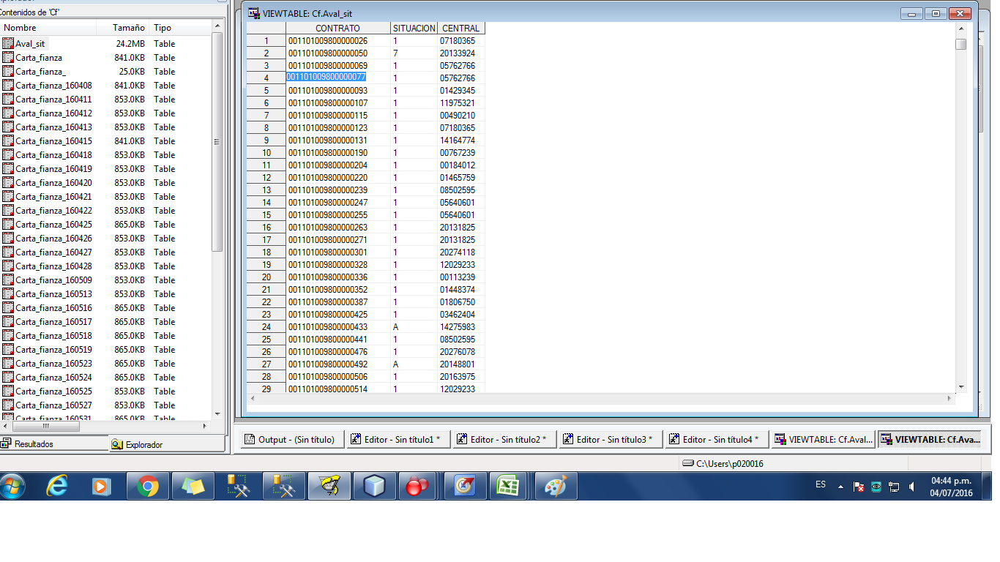 Contenidos de 'Cf'
Nombre Tamaño Tipo
Aval_sit 24.2MB Table
Carta_fianza 841.0KB Table
Carta_fianza_ 25.0KB Table
Carta_fianza_160408 841.0KB Table
Carta_fianza_160411 853.0KB Table
Carta_fianza_160412 853.0KB Table
Carta_fianza_160413 853.0KB Table
Carta_fianza_160415 841.0KB Table
Carta_fianza_160418 853.0KB Table
Carta_fianza_160419 853.0KB Table
Carta_fianza_160420 853.0KB Table
Carta_fianza_160421 853.0KB Table
Carta_fianza_160422 853.0KB Table
Carta_fianza_160425 865.0KB Table
Carta_fianza_160426 853.0KB Table
Carta_fianza_160427 853.0KB Table
Carta_fianza_160428 853.0KB Table
Carta_fianza_160509 853.0KB Table
Carta_fianza_160513 853.0KB Table
Carta_fianza_160516 865.0KB Table
Carta_fianza_160517 865.0KB Table
Carta_fianza_160518 865.0KB Table
Carta_fianza_160519 865.0KB Table
Carta_fianza_160523 865.0KB Table
Carta_fianza_160524 865.0KB Table
Carta_fianza_160525 853.0KB Table
Carta_fianza_160527 853.0KB Table
Carta_fianza_160531 865.0KB Table
Resultados
Explorador
VIEWTABLE: Cf.Aval_sit
CONTRATO SITUACION CENTRAL
1 001101009800000026 1 07180365
2 001101009800000050 7 20133924
3 001101009800000069 1 05762766
4 001101009800000077 1 05762766
5 001101009800000093 1 01429345
6 001101009800000107 1 11975321
7 001101009800000115 1 00490210
8 001101009800000123 1 07180365
9 001101009800000131 1 14164774
10 001101009800000190 1 00767239
11 001101009800000204 1 00184012
12 001101009800000220 1 01465759
13 001101009800000239 1 08502595
14 001101009800000247 1 05640601
15 001101009800000255 1 05640601
16 001101009800000263 1 20131825
17 001101009800000271 1 20131825
18 001101009800000301 1 20274118
19 001101009800000328 1 12029233
20 001101009800000336 1 00113239
21 001101009800000352 1 01448374
22 001101009800000387 1 01806750
23 001101009800000425 1 03462404
24 001101009800000433 A 14275983
25 001101009800000441 1 08502595
26 001101009800000476 1 20276078
27 001101009800000492 A 20148801
28 001101009800000506 1 20163975
29 001101009800000514 1 12029233
Output - (Sin título)
Editor - Sin título1 *
Editor - Sin título2 *
Editor - Sin título3 *
Editor - Sin título4 *
VIEWTABLE: Cf.Aval...
VIEWTABLE: Cf.Ava...
C:\Users\p020016
ES
04:44 p.m.
04/07/2016